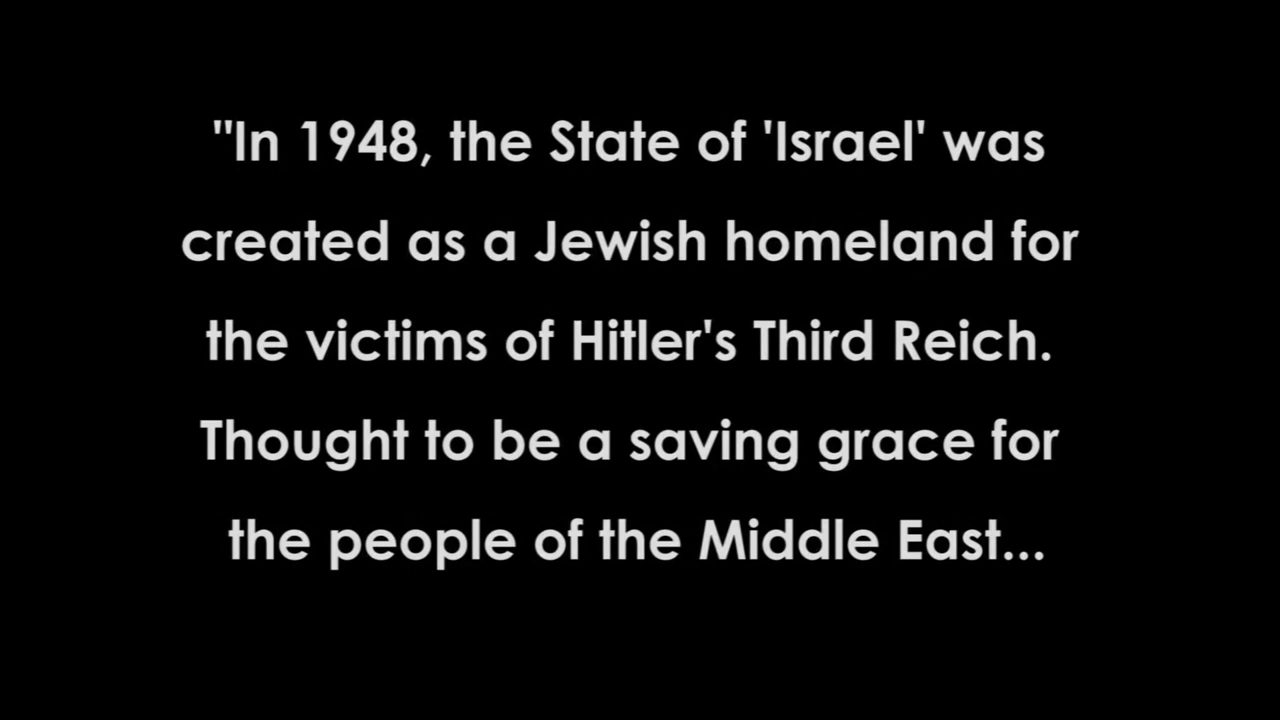 "In 1948, the State of 'Israel' was
created as a Jewish homeland for
the victims of Hitler's Third Reich.
Thought to be a saving grace for
the people of the Middle East...